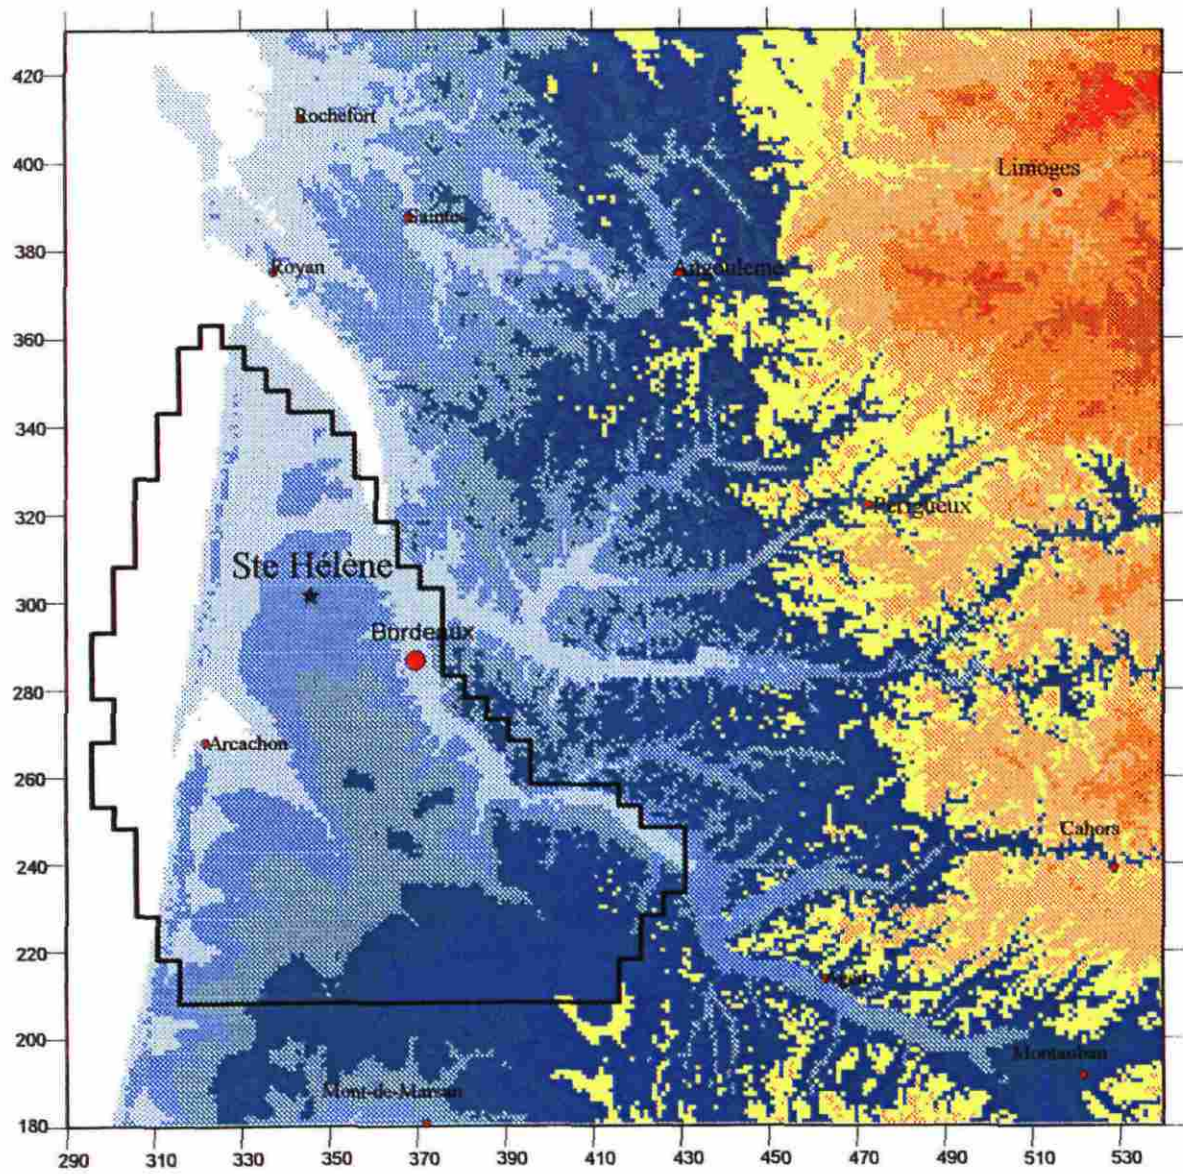 420
Rochefort
400
Limoges
Saintes
380
Royan
Angouleme
360
340
320
Perigueux
Ste Hélène
300
Bordeaux
280
Arcachon
260
Cahors
240
220
Agen
200
Montauban
Mont-de-Marsan
180
290 310 330 350 370 390 410 430 450 470 490 510 530